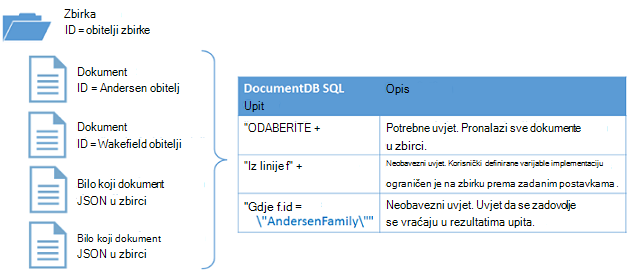 Zbirka
ID = obitelji zbirke
Dokument
ID = Andersen obitelj
Dokument
ID = Wakefield obitelji
Bilo koji dokument
JSON u zbirci
Bilo koji dokument
JSON u zbirci
DocumentDB SQL
Upit
Opis
"ODABERITE +
Potrebne uvjet. Pronalazi sve dokumente
u zbirci.
"Iz linije f" +
Neobavezni uvjet. Korisnički definirane varijable implementaciju
ograničen je na zbirku prema zadanim postavkama.
"Gdje f.id =
\"AndersenFamily\""
Neobavezni uvjet. Uvjet da se zadovolje
se vraćaju u rezultatima upita.